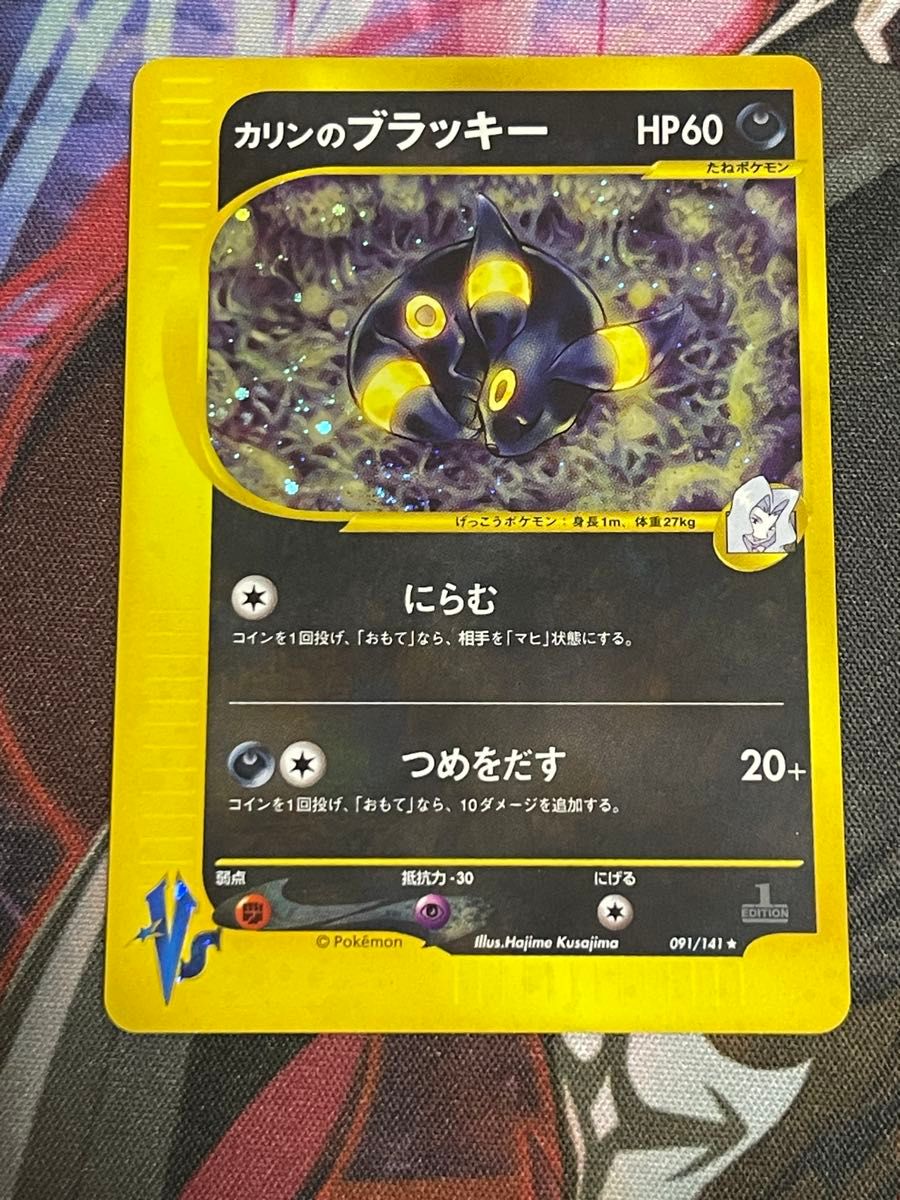 カリンのブラッキー HP60
たねポケモン
げっこうポケモン：身長1m、体重27kg
にらむ
コインを1回投げ、「おもて」なら、相手を「マヒ」状態にする。
つめをだす 20+
コインを1回投げ、「おもて」なら、10ダメージを追加する。
弱点 抵抗力-30 にげる
1
EDITION
VS
© Pokémon Illus.Hajime Kusajima 091/141★